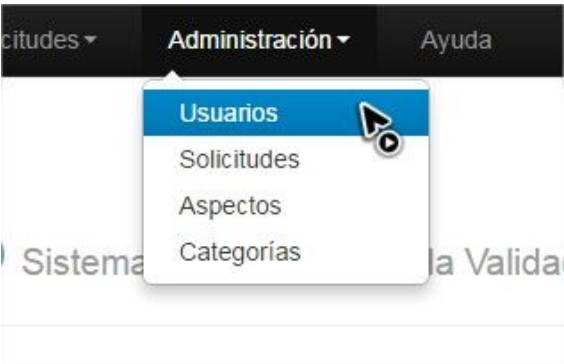 citudes Administración Ayuda
Usuarios
Solicitudes
Aspectos
Categorías
Sistema la Valida